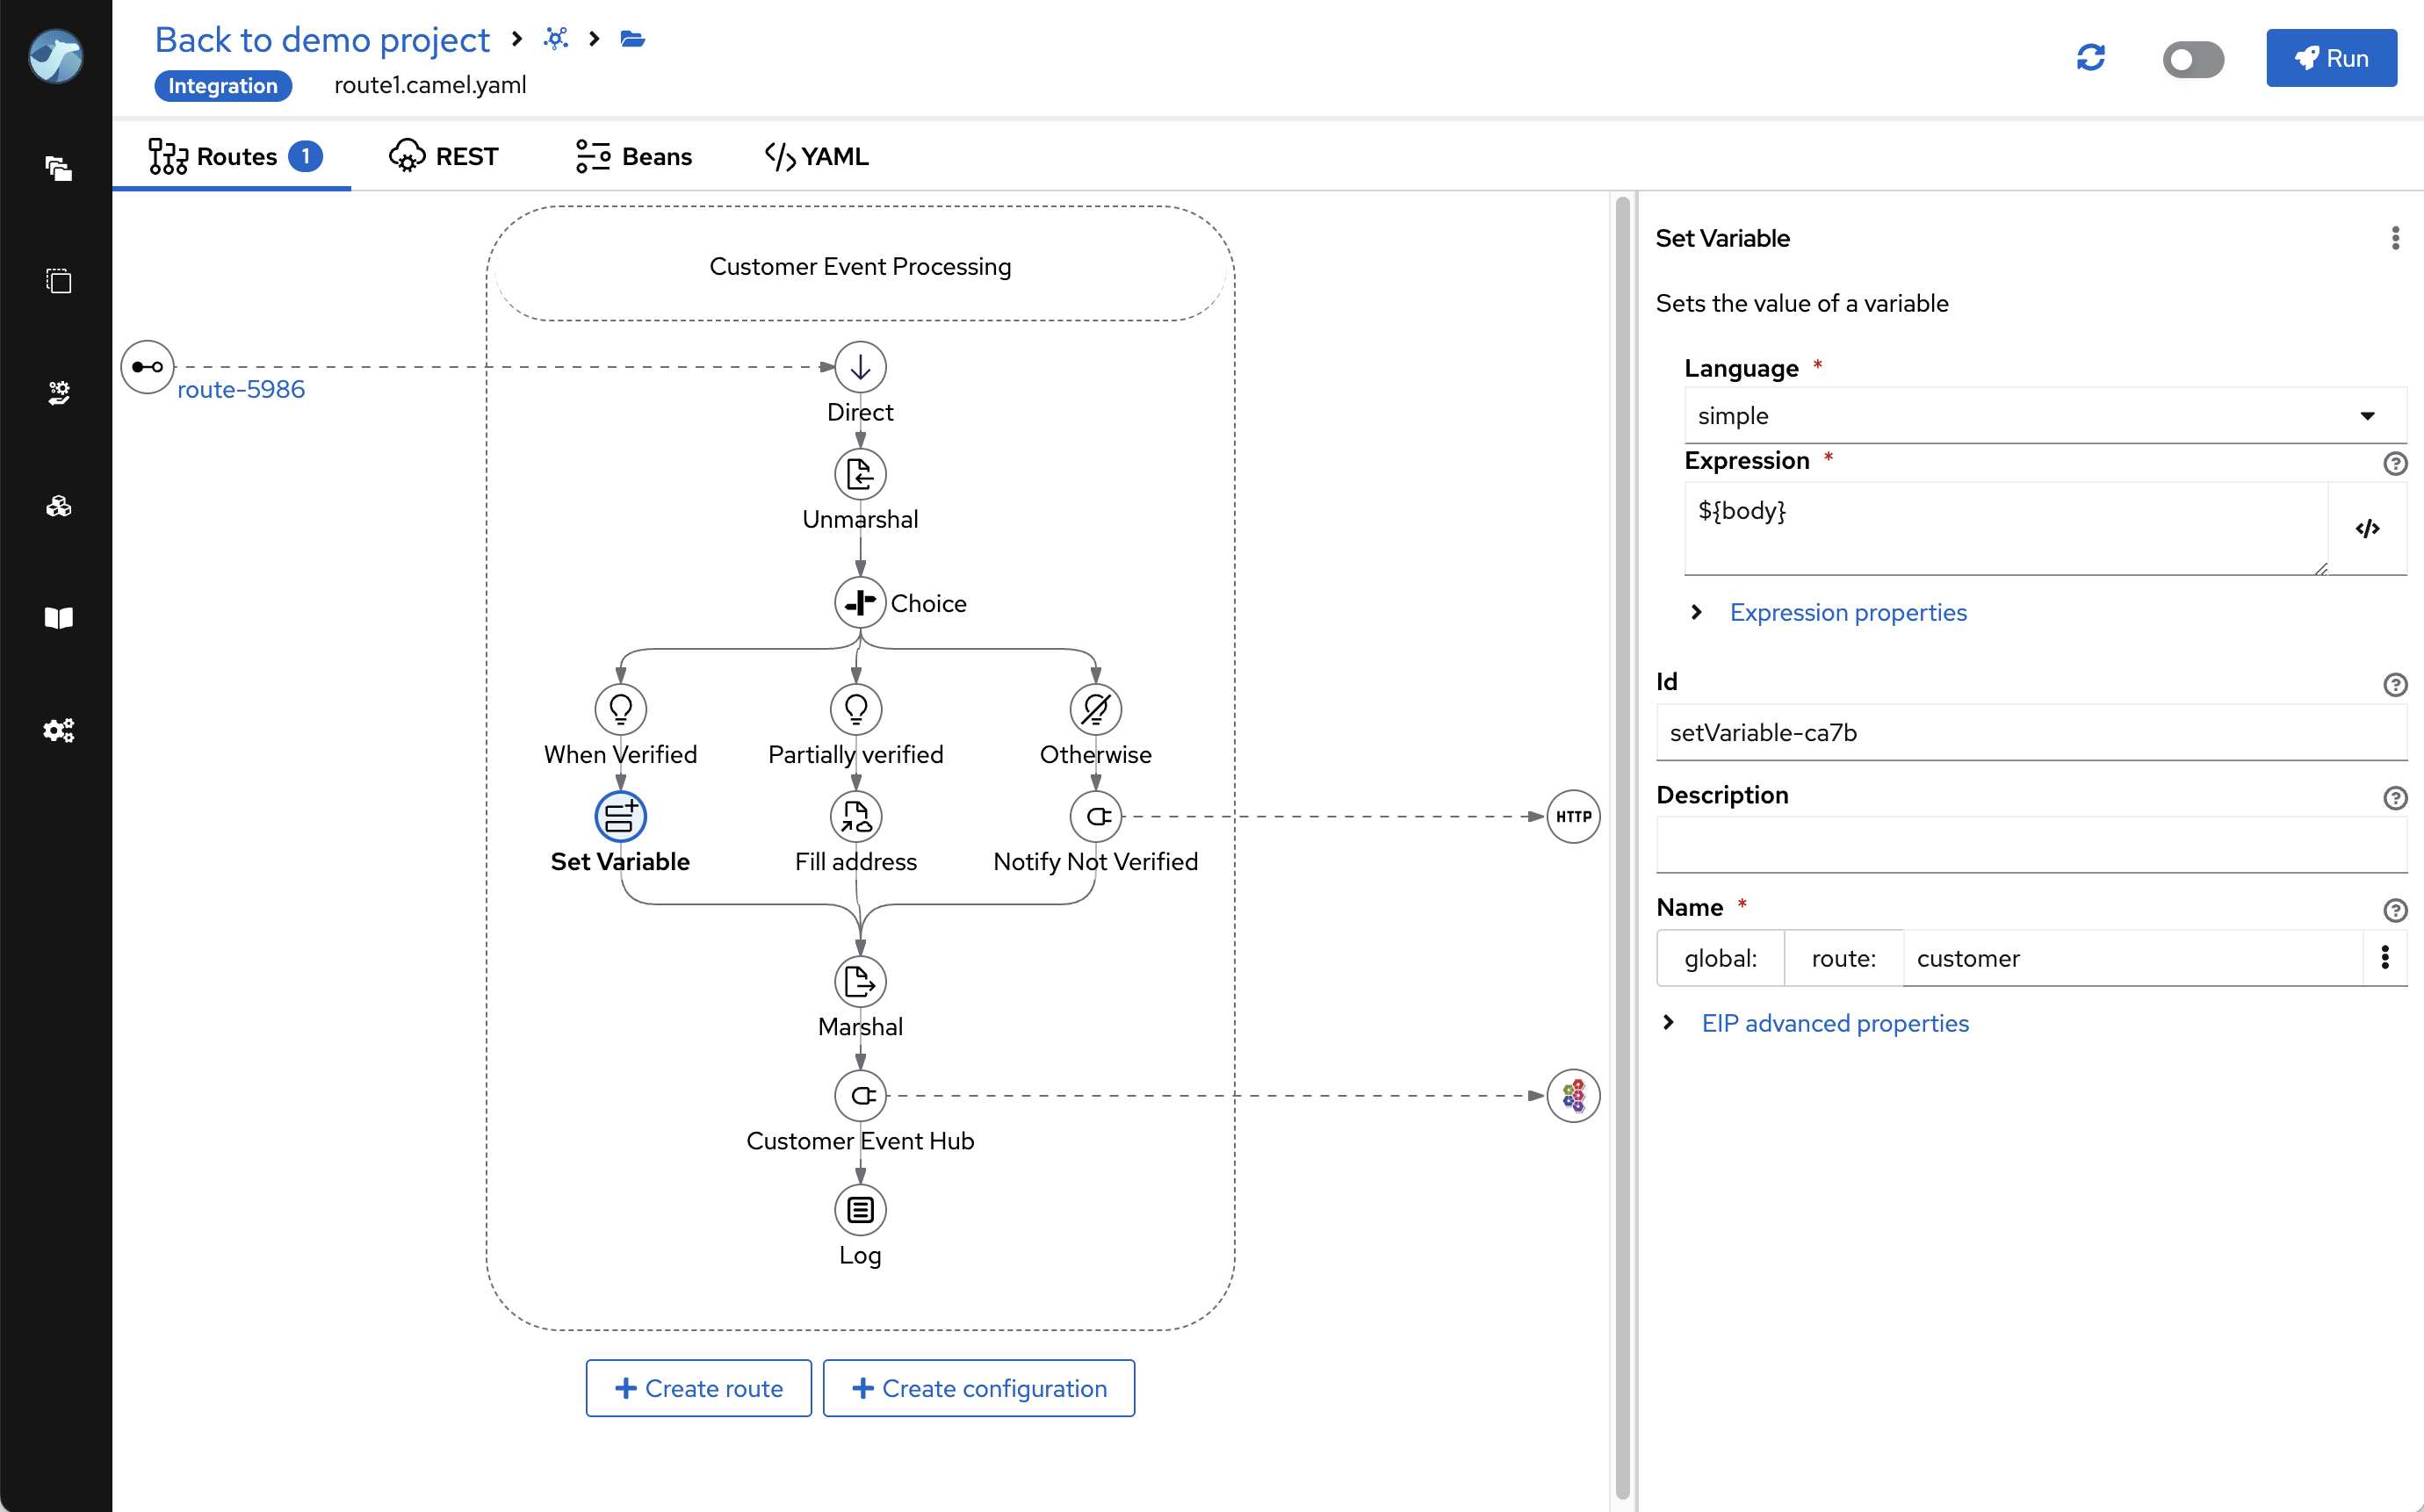 Back to demo project
Integration route1.camel.yaml
Run
Routes 1 REST Beans YAML
Customer Event Processing
route-5986
Direct
Unmarshal
Choice
When Verified Partially verified Otherwise
Set Variable Fill address Notify Not Verified
HTTP
Marshal
Customer Event Hub
Log
+ Create route + Create configuration
Set Variable
Sets the value of a variable
Language *
simple
Expression *
${body}
Expression properties
Id
setVariable-ca7b
Description
Name *
global: route: customer
EIP advanced properties